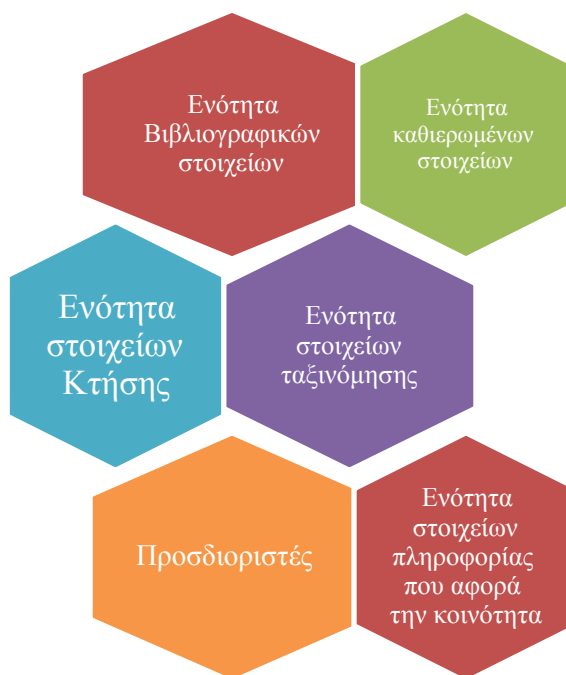 Ενότητα
Βιβλιογραφικών
στοιχείων
Ενότητα
καθιερωμένων
στοιχείων
Ενότητα
στοιχείων
Κτήσης
Ενότητα
στοιχείων
ταξινόμησης
Προσδιοριστές
Ενότητα
στοιχείων
πληροφορίας
που αφορά
την κοινότητα